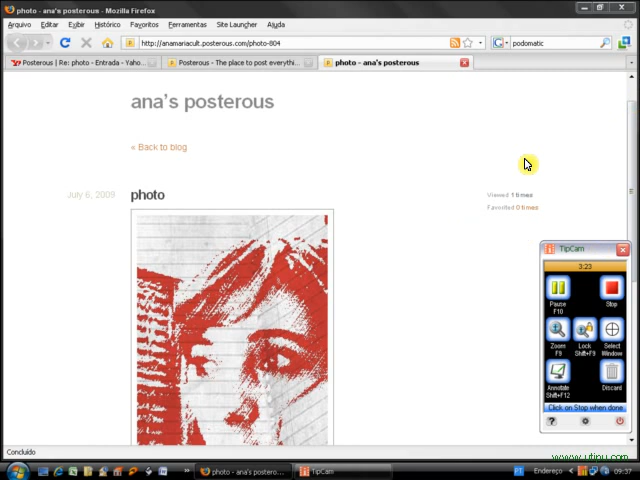 photo - ana's posterous - Mozilla Firefox
Arquivo Editar Exibir Histórico Favoritos Ferramentas Site Launcher Ajuda
http://anamariacult.posterous.com/photo-804
podomatic
Posterous | Re: photo - Entrada - Yaho...
Posterous - The place to post everythi...
photo - ana's posterous
ana's posterous
« Back to blog
July 6, 2009
photo
Viewed 1 times
Favorited 0 times
TipCam
3:23
Pause
F10
Stop
Zoom
F9
Lock
Shift+F9
Select
Window
Annotate
Shift+F12
Discard
Click on Stop when done
Concluído
www.utipu.com
photo - ana's postero...
TipCam
PT
Endereço
09:37